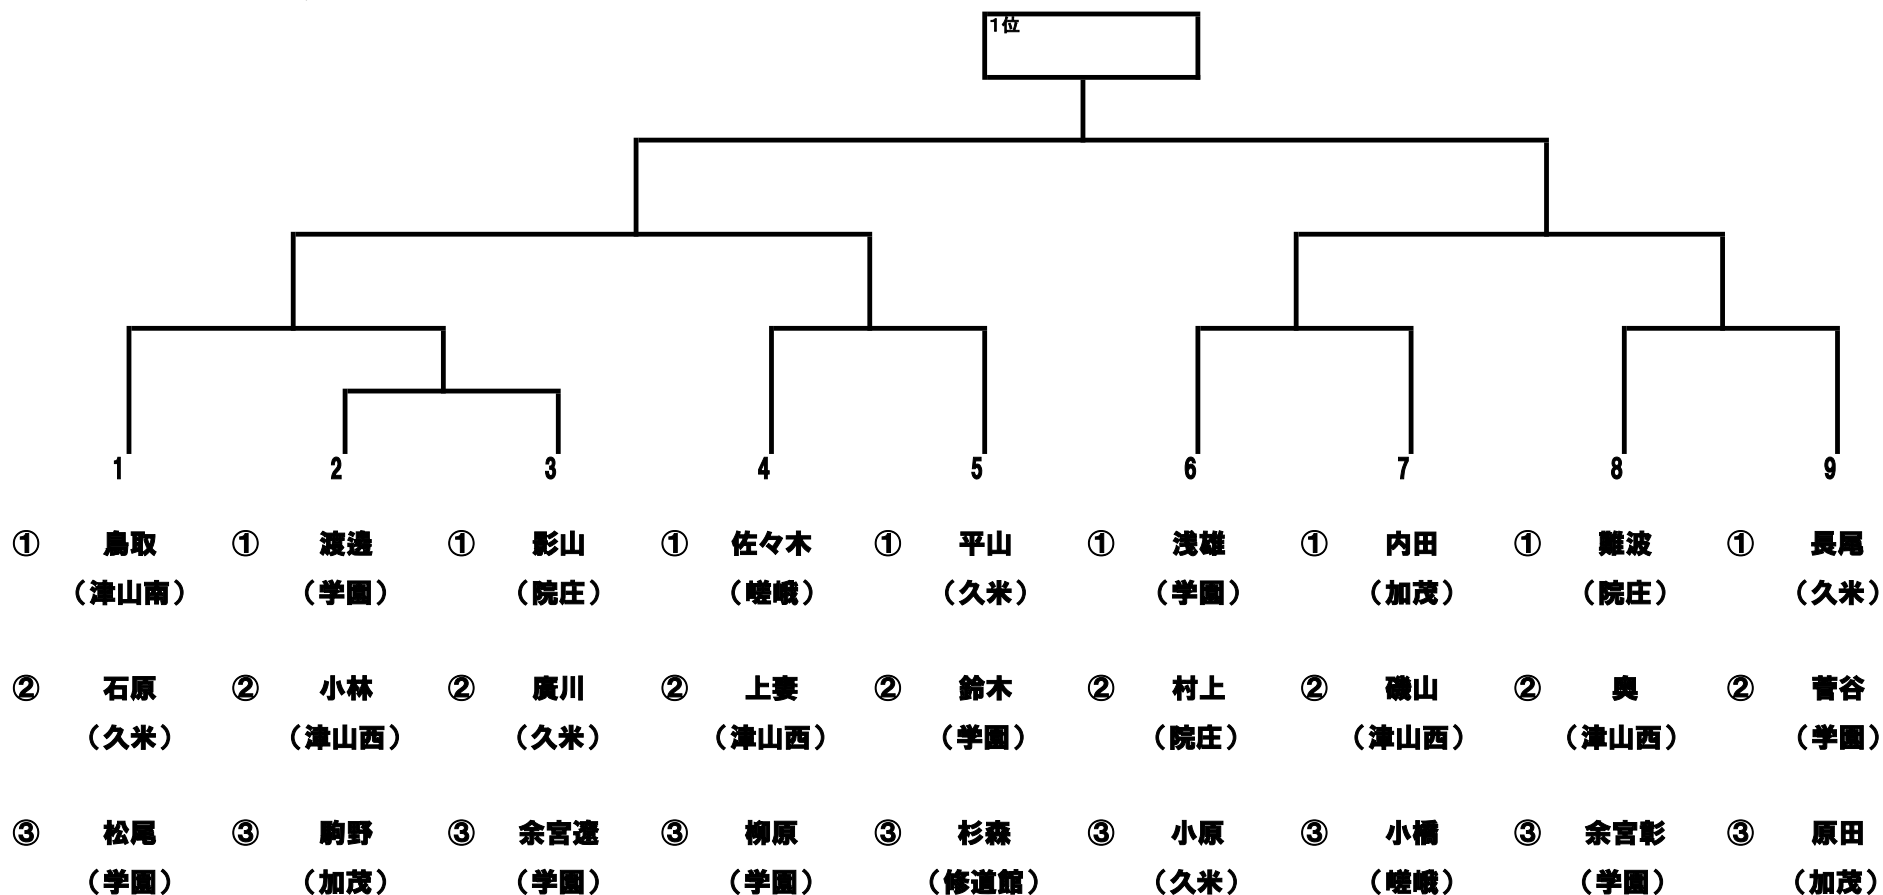 1位
1 2 3 4 5 6 7 8 9
① 鳥取 ① 渡邊 ① 影山 ① 佐々木 ① 平山 ① 浅雄 ① 内田 ① 難波 ① 長尾
（津山南） （学園） （院庄） （嵯峨） （久米） （学園） （加茂） （院庄） （久米）
② 石原 ② 小林 ② 廣川 ② 上妻 ② 鈴木 ② 村上 ② 磯山 ② 奥 ② 菅谷
（久米） （津山西） （久米） （津山西） （学園） （院庄） （津山西） （津山西） （学園）
③ 松尾 ③ 駒野 ③ 余宮遼 ③ 柳原 ③ 杉森 ③ 小原 ③ 小橋 ③ 余宮彰 ③ 原田
（学園） （加茂） （学園） （学園） （修道館） （久米） （嵯峨） （学園） （加茂）